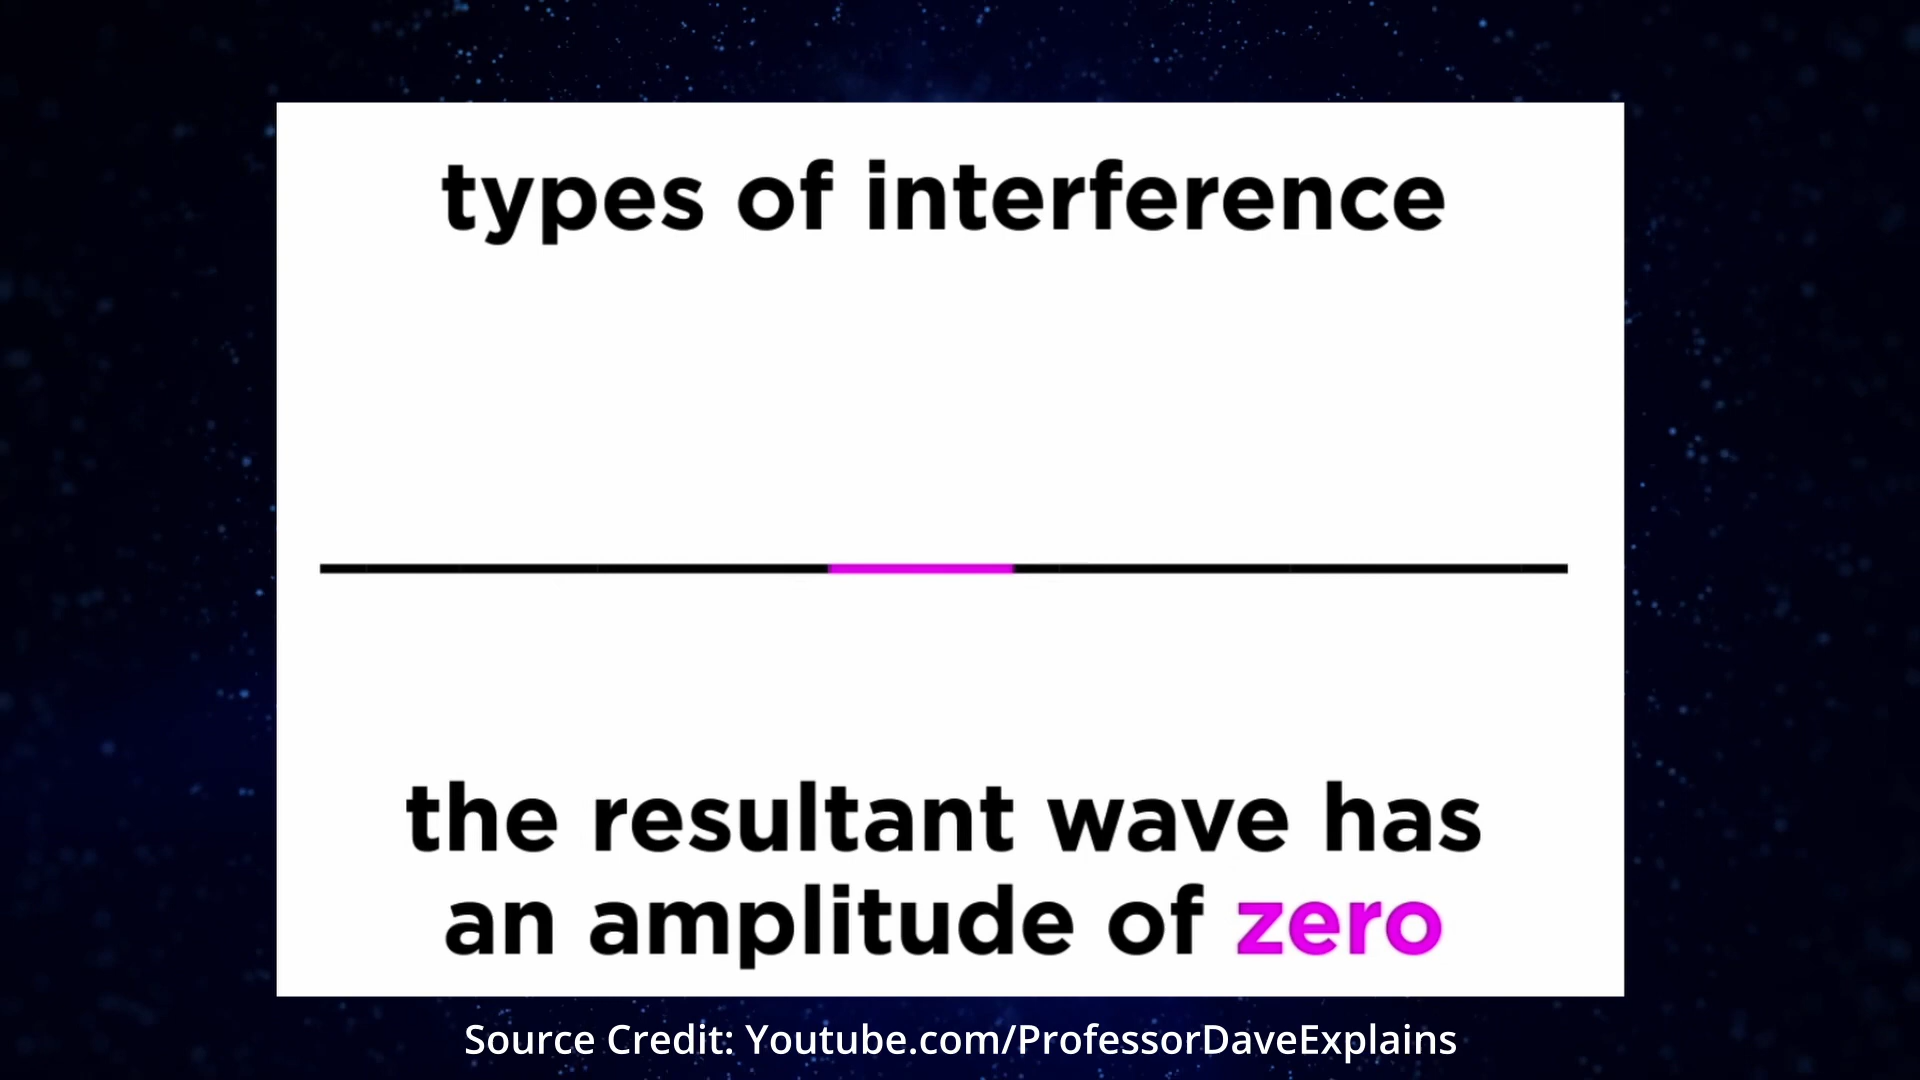 types of interference
the resultant wave has
an amplitude of zero
Source Credit: Youtube.com/ProfessorDaveExplains